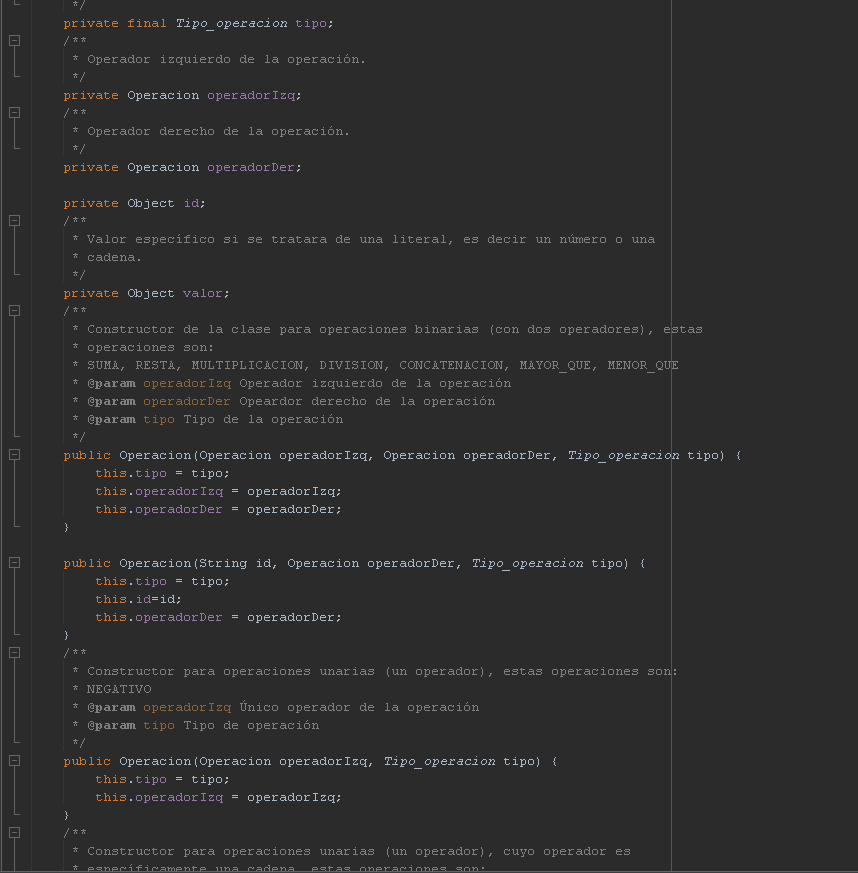 */
private final Tipo_operacion tipo;
/**
* Operador izquierdo de la operación.
*/
private Operacion operadorIzq;
/**
* Operador derecho de la operación.
*/
private Operacion operadorDer;
private Object id;
/**
* Valor específico si se tratara de una literal, es decir un número o una
* cadena.
*/
private Object valor;
/**
* Constructor de la clase para operaciones binarias (con dos operadores), estas
* operaciones son:
* SUMA, RESTA, MULTIPLICACION, DIVISION, CONCATENACION, MAYOR_QUE, MENOR_QUE
* @param operadorIzq Operador izquierdo de la operación
* @param operadorDer Opeardor derecho de la operación
* @param tipo Tipo de la operación
*/
public Operacion(Operacion operadorIzq, Operacion operadorDer, Tipo_operacion tipo) {
this.tipo = tipo;
this.operadorIzq = operadorIzq;
this.operadorDer = operadorDer;
}
public Operacion(String id, Operacion operadorDer, Tipo_operacion tipo) {
this.tipo = tipo;
this.id=id;
this.operadorDer = operadorDer;
}
/**
* Constructor para operaciones unarias (un operador), estas operaciones son:
* NEGATIVO
* @param operadorIzq Único operador de la operación
* @param tipo Tipo de operación
*/
public Operacion(Operacion operadorIzq, Tipo_operacion tipo) {
this.tipo = tipo;
this.operadorIzq = operadorIzq;
}
/**
* Constructor para operaciones unarias (un operador), cuyo operador es
* específicamente una cadena, estas operaciones son: